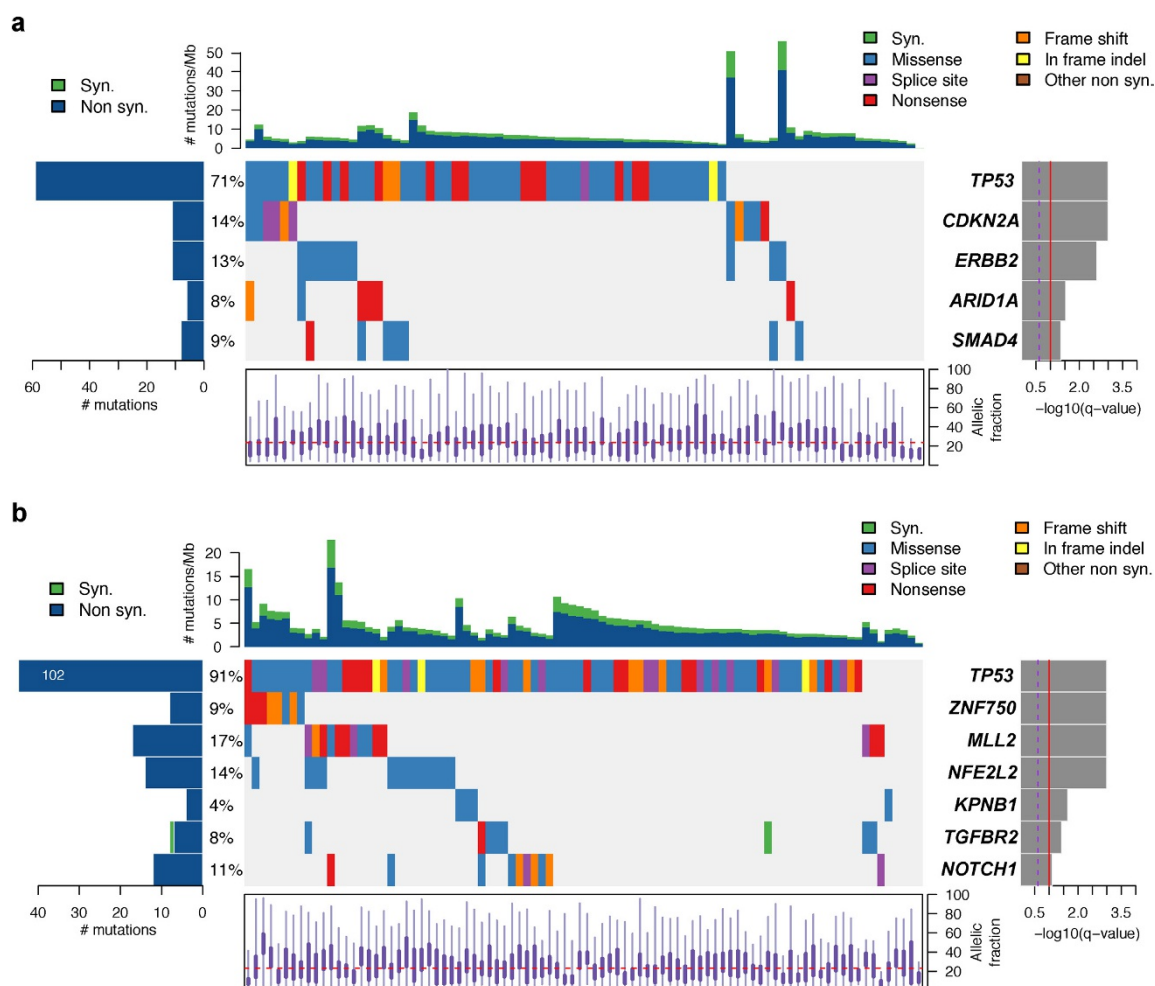 a
# mutations/Mb
50
40
30
20
10
0
Syn.
Non syn.
Syn.
Missense
Splice site
Nonsense
Frame shift
In frame indel
Other non syn.
71%
14%
13%
8%
9%
TP53
CDKN2A
ERBB2
ARID1A
SMAD4
60 40 20 0
# mutations
100
80
60
40
20
Allelic
fraction
0.5 2.0 3.5
−log10(q-value)
b
# mutations/Mb
20
15
10
5
0
Syn.
Non syn.
Syn.
Missense
Splice site
Nonsense
Frame shift
In frame indel
Other non syn.
102
91%
9%
17%
14%
4%
8%
11%
TP53
ZNF750
MLL2
NFE2L2
KPNB1
TGFBR2
NOTCH1
40 30 20 10 0
# mutations
100
80
60
40
20
Allelic
fraction
0.5 2.0 3.5
−log10(q-value)